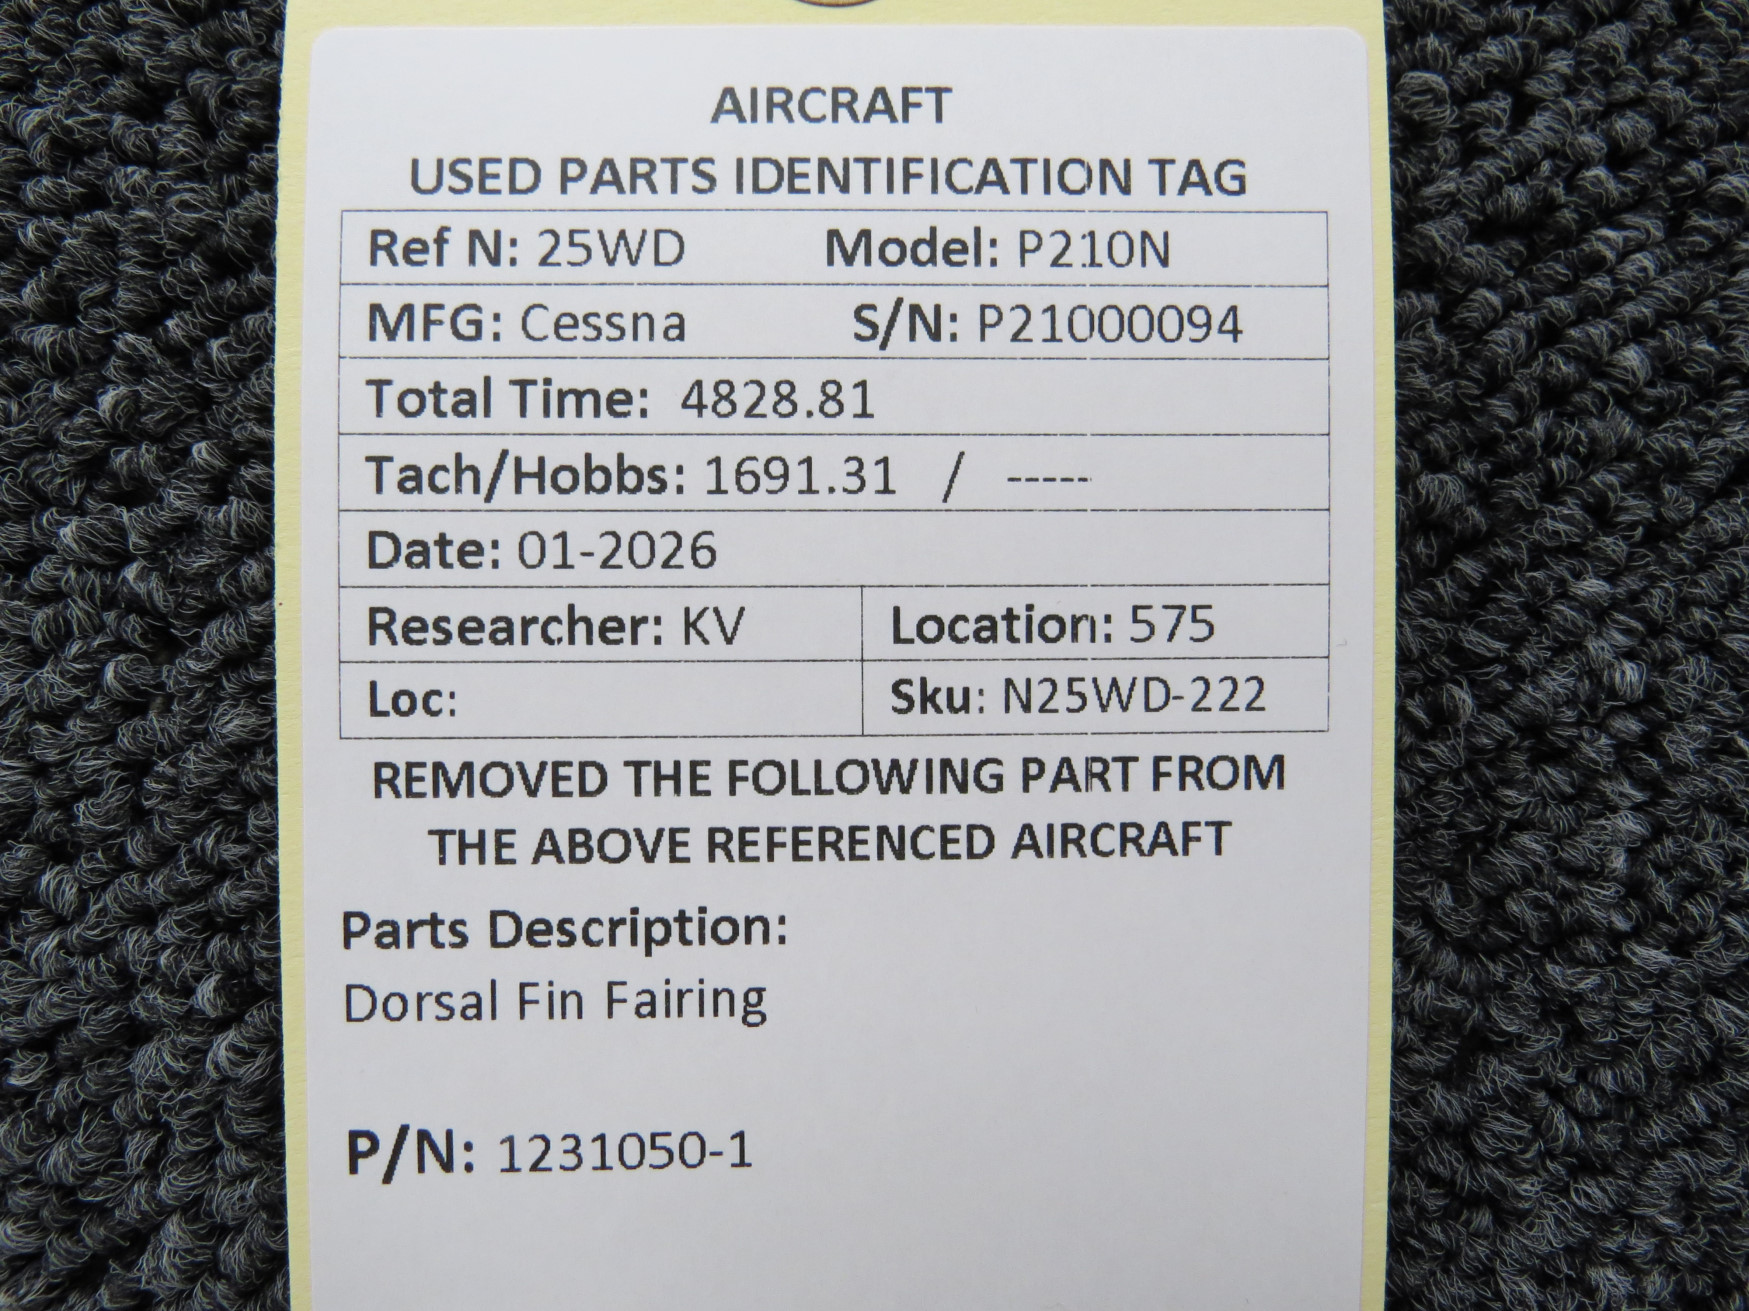 AIRCRAFT
USED PARTS IDENTIFICATION TAG
Ref N: 25WD Model: P210N
MFG: Cessna S/N: P21000094
Total Time: 4828.81
Tach/Hobbs: 1691.31 / -----
Date: 01-2026
Researcher: KV Location: 575
Loc: Sku: N25WD-222
REMOVED THE FOLLOWING PART FROM
THE ABOVE REFERENCED AIRCRAFT
Parts Description:
Dorsal Fin Fairing
P/N: 1231050-1